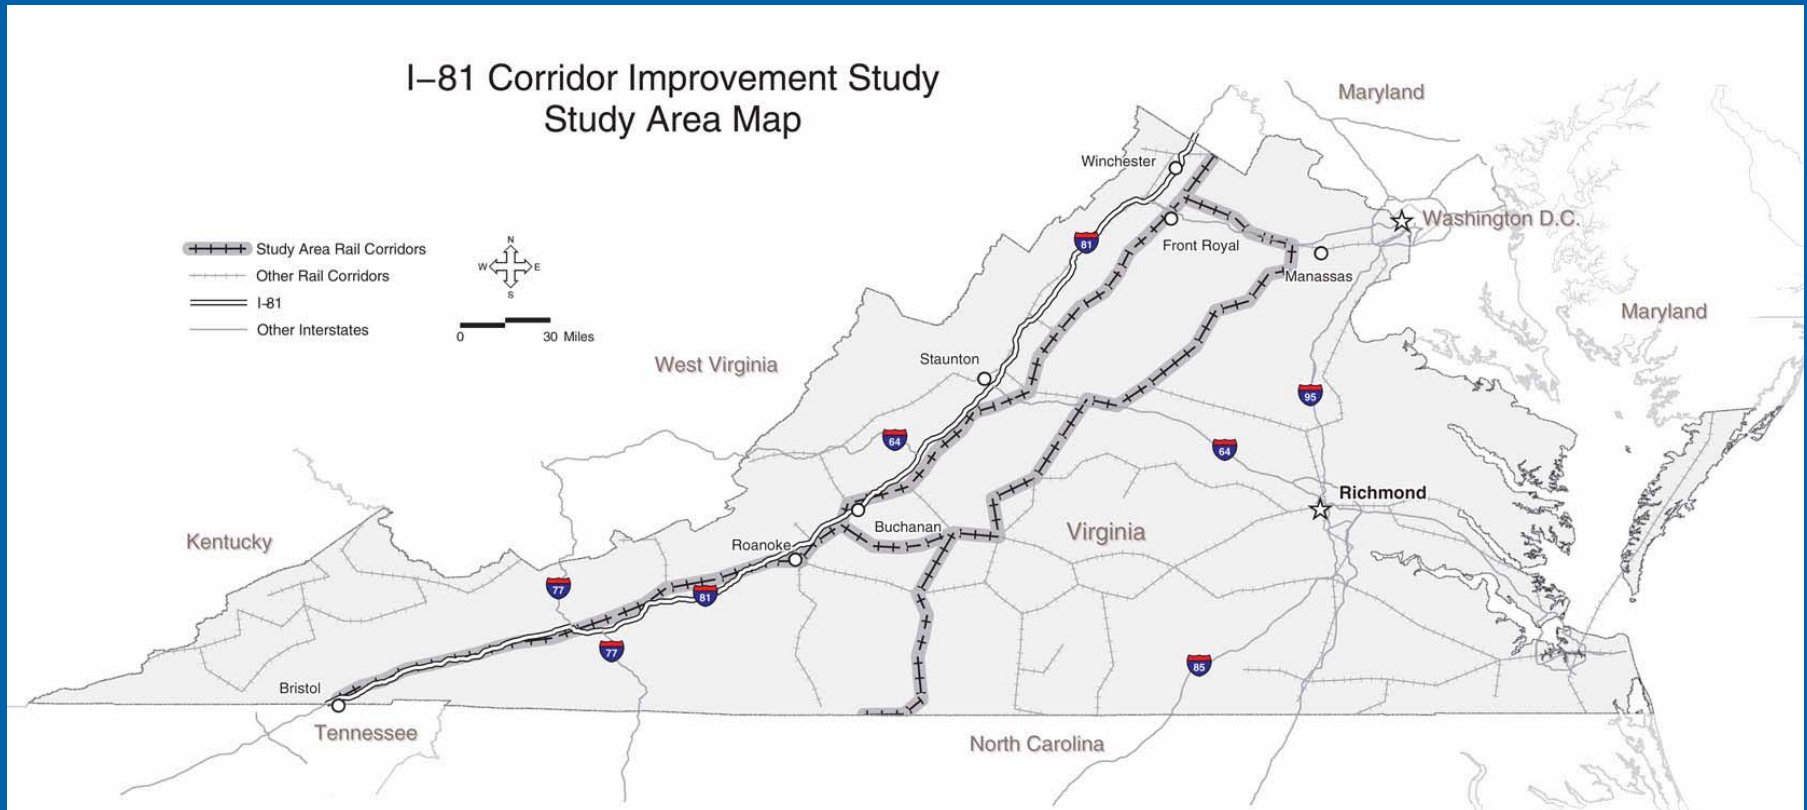 I–81 Corridor Improvement Study
Study Area Map
Maryland
Winchester
Washington D.C.
Study Area Rail Corridors
Other Rail Corridors
I-81
Other Interstates
N
W E
S
0 30 Miles
81
Front Royal
Manassas
Maryland
West Virginia
Staunton
95
64
64
Richmond
Buchanan
Virginia
Kentucky
Roanoke
77
81
77
85
Bristol
Tennessee
North Carolina